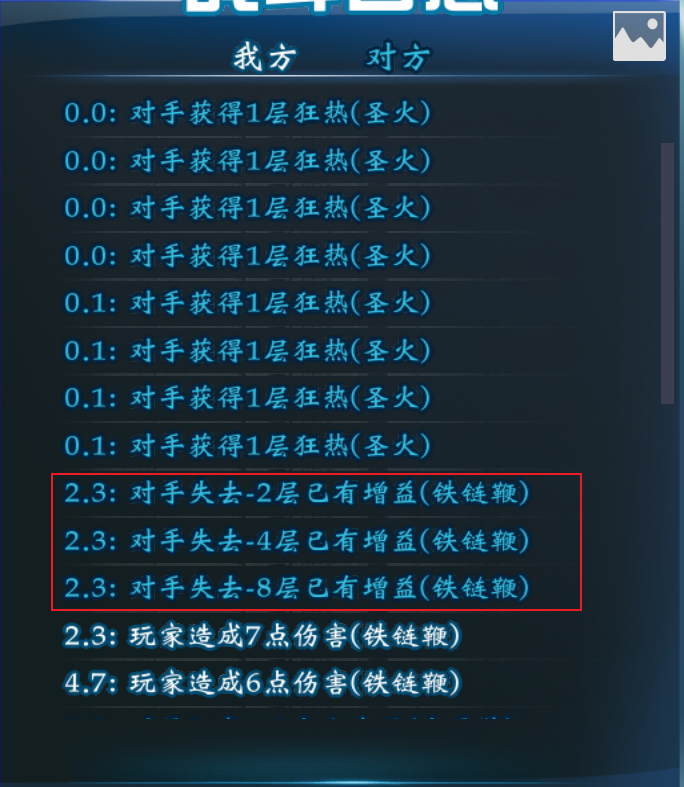 我方 对方
0.0: 对手获得1层狂热(圣火)
0.0: 对手获得1层狂热(圣火)
0.0: 对手获得1层狂热(圣火)
0.0: 对手获得1层狂热(圣火)
0.1: 对手获得1层狂热(圣火)
0.1: 对手获得1层狂热(圣火)
0.1: 对手获得1层狂热(圣火)
0.1: 对手获得1层狂热(圣火)
2.3: 对手失去-2层已有增益(铁链鞭)
2.3: 对手失去-4层已有增益(铁链鞭)
2.3: 对手失去-8层已有增益(铁链鞭)
2.3: 玩家造成7点伤害(铁链鞭)
4.7: 玩家造成6点伤害(铁链鞭)